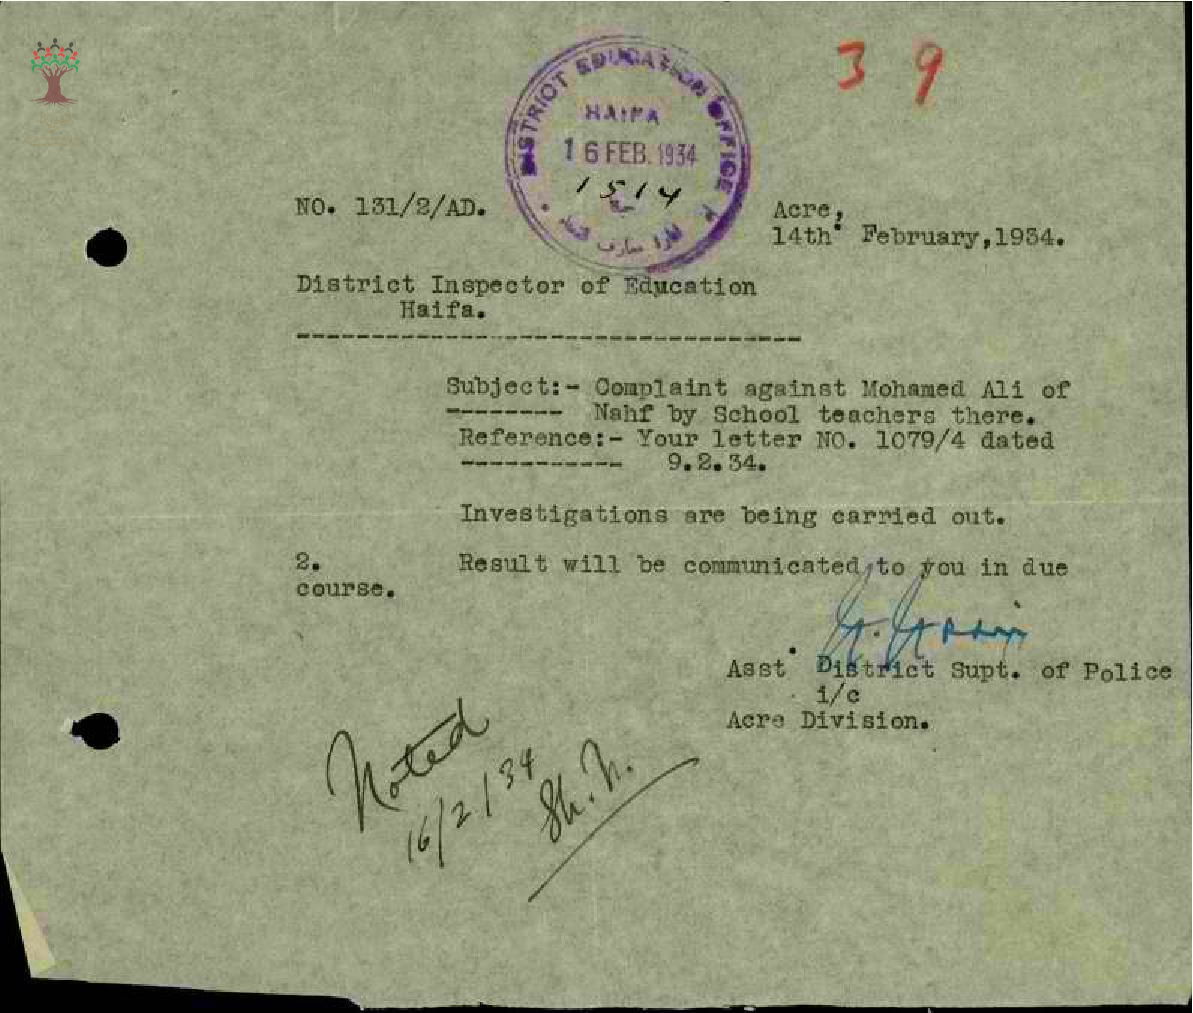 39
DISTRICT EDUCATION OFFICE
HAIFA
16 FEB. 1934
1514
NO. 131/2/AD.
Acre,
14th February,1934.
District Inspector of Education
Haifa.
---------------------------------
Subject:- Complaint against Mohamed Ali of
-------- Nahf by School teachers there.
Reference:- Your letter NO. 1079/4 dated
----------- 9.2.34.
Investigations are being carried out.
2. Result will be communicated to you in due
course.
Asst District Supt. of Police
i/c
Acre Division.
Noted
16/2/34
Sh. N.